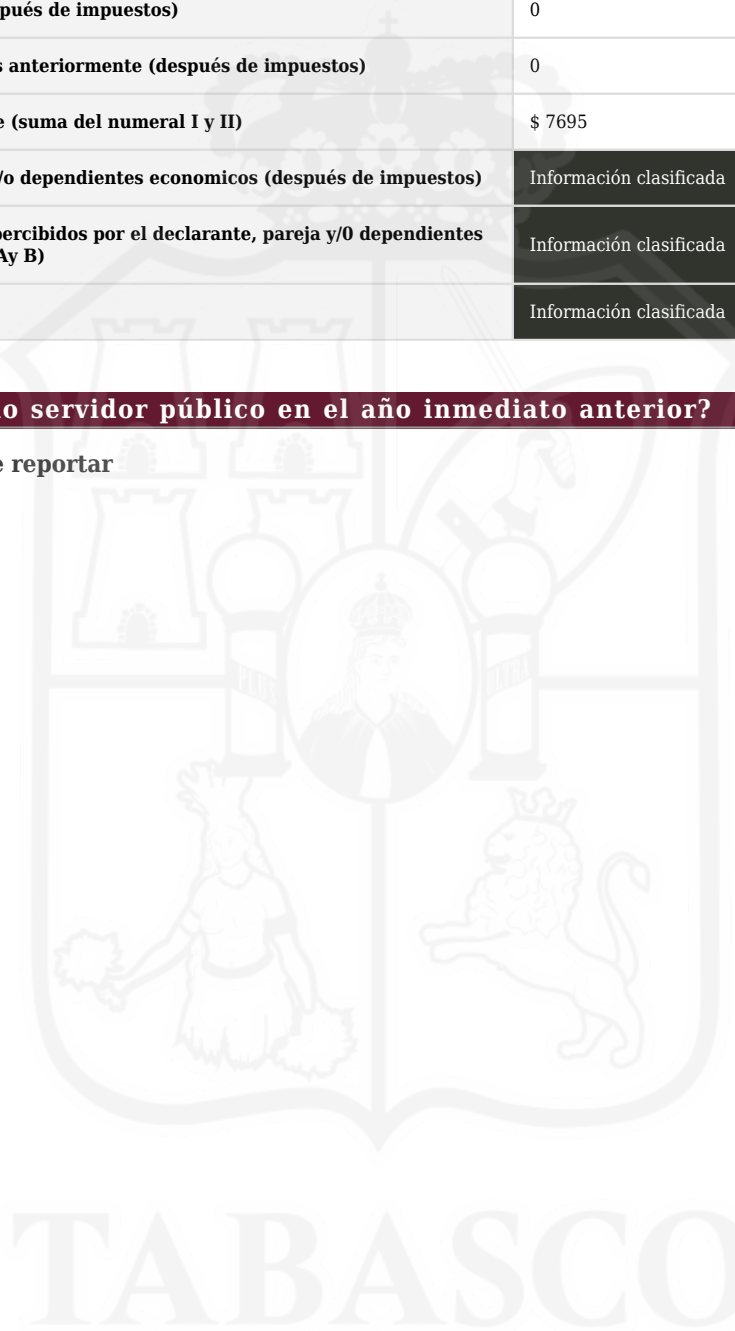 pués de impuestos)
0
s anteriormente (después de impuestos)
0
e (suma del numeral I y II)
$ 7695
/o dependientes economicos (después de impuestos)
Información clasificada
percibidos por el declarante, pareja y/0 dependientes
Ay B)
Información clasificada
Información clasificada
o servidor público en el año inmediato anterior?
e reportar
PLUS
ULTRA
TABASCO